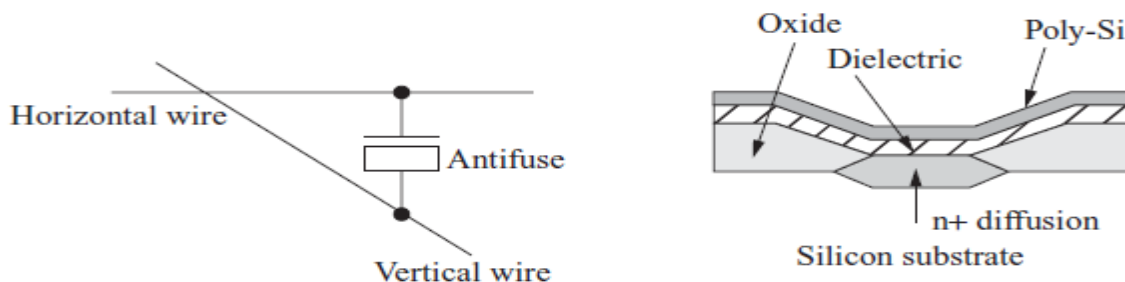 Horizontal wire
Antifuse
Vertical wire
Oxide
Poly-Si
Dielectric
n+ diffusion
Silicon substrate